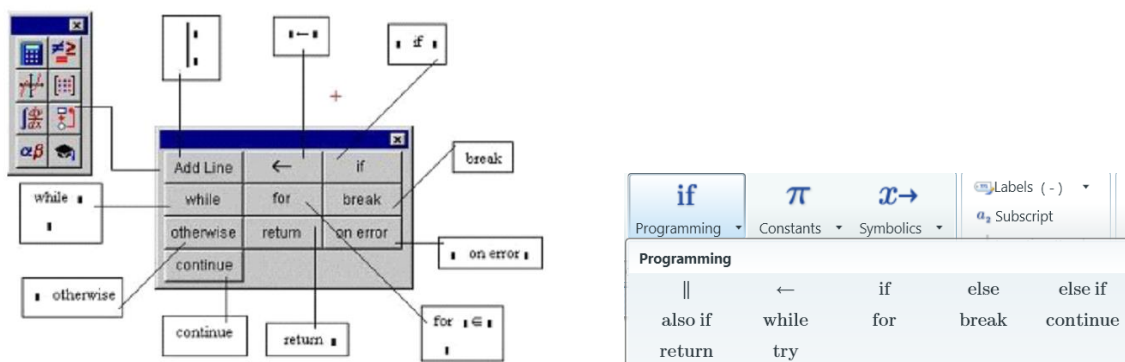 if
break
Add Line ← if
while for break
otherwise return on error
continue
while
on error
otherwise
continue
return
for ∈
αβ
if π x→
Programming Constants Symbolics
Labels ( - )
a₂ Subscript
Programming
‖ ← if else else if
also if while for break continue
return try